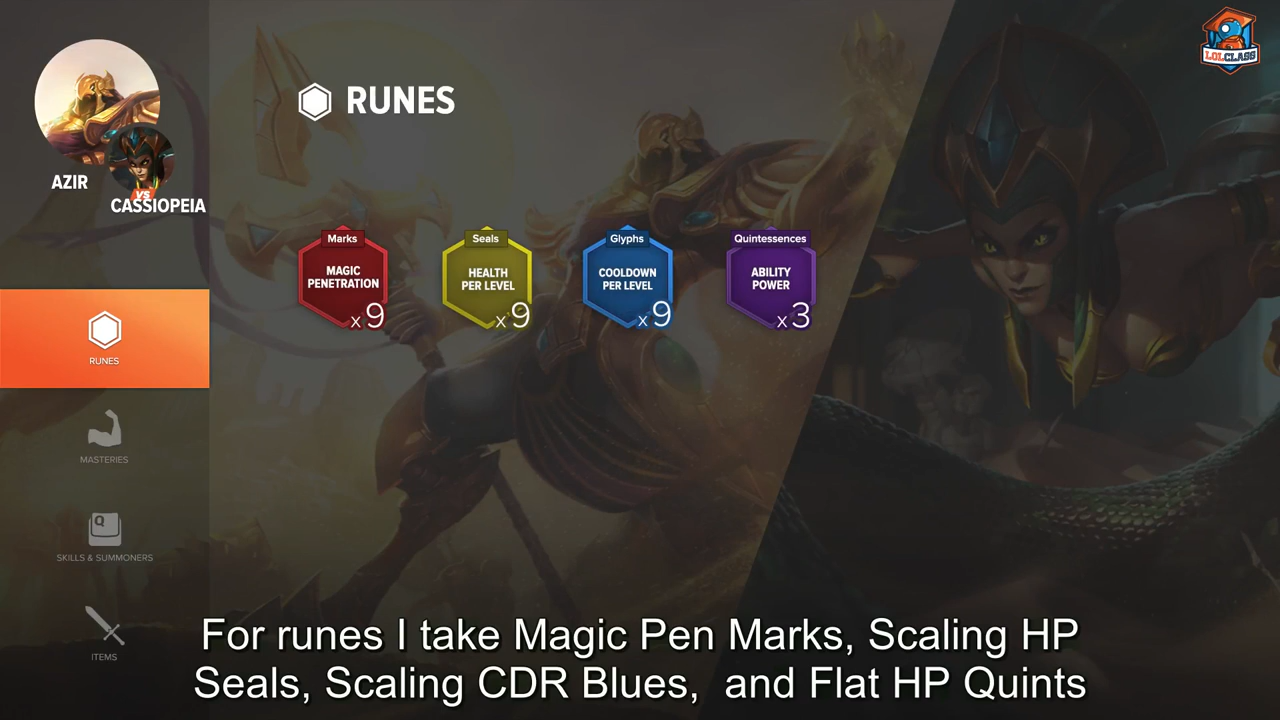 LOLCLASS
AZIR
VS
CASSIOPEIA
RUNES
Marks
MAGIC
PENETRATION
x9
Seals
HEALTH
PER LEVEL
x9
Glyphs
COOLDOWN
PER LEVEL
x9
Quintessences
ABILITY
POWER
x3
RUNES
MASTERIES
Q
SKILLS & SUMMONERS
ITEMS
For runes I take Magic Pen Marks, Scaling HP
Seals, Scaling CDR Blues,  and Flat HP Quints